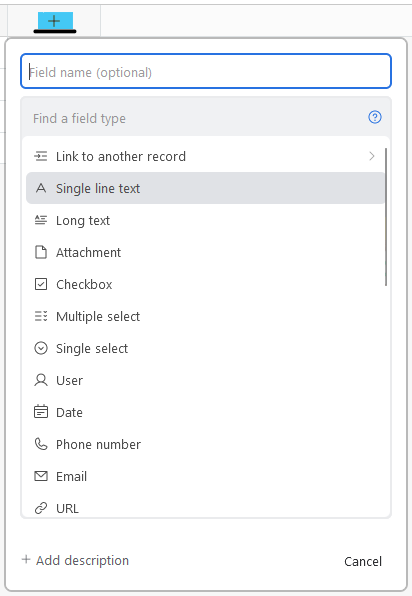 Field name (optional)
Find a field type
Link to another record
Single line text
Long text
Attachment
Checkbox
Multiple select
Single select
User
Date
Phone number
Email
URL
+ Add description
Cancel